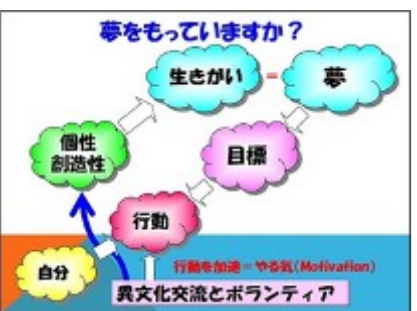 夢をもっていますか？
生きがい
=
夢
個性
創造性
目標
行動
自分
行動を加速=やる気(Motivation)
異文化交流とボランティア